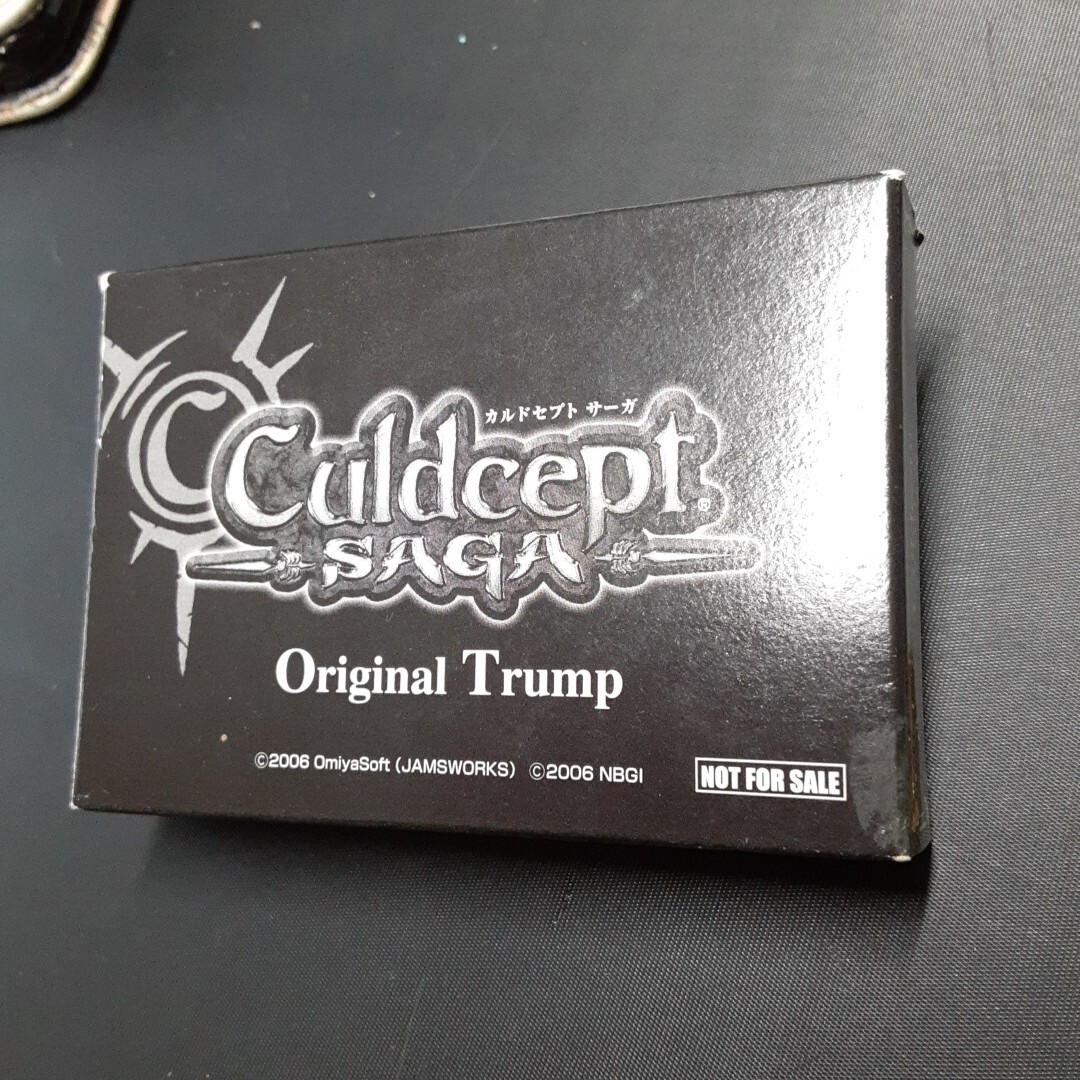 カルドセプト サーガ
Culdcept®
SAGA
Original Trump
©2006 OmiyaSoft (JAMSWORKS) ©2006 NBGI
NOT FOR SALE